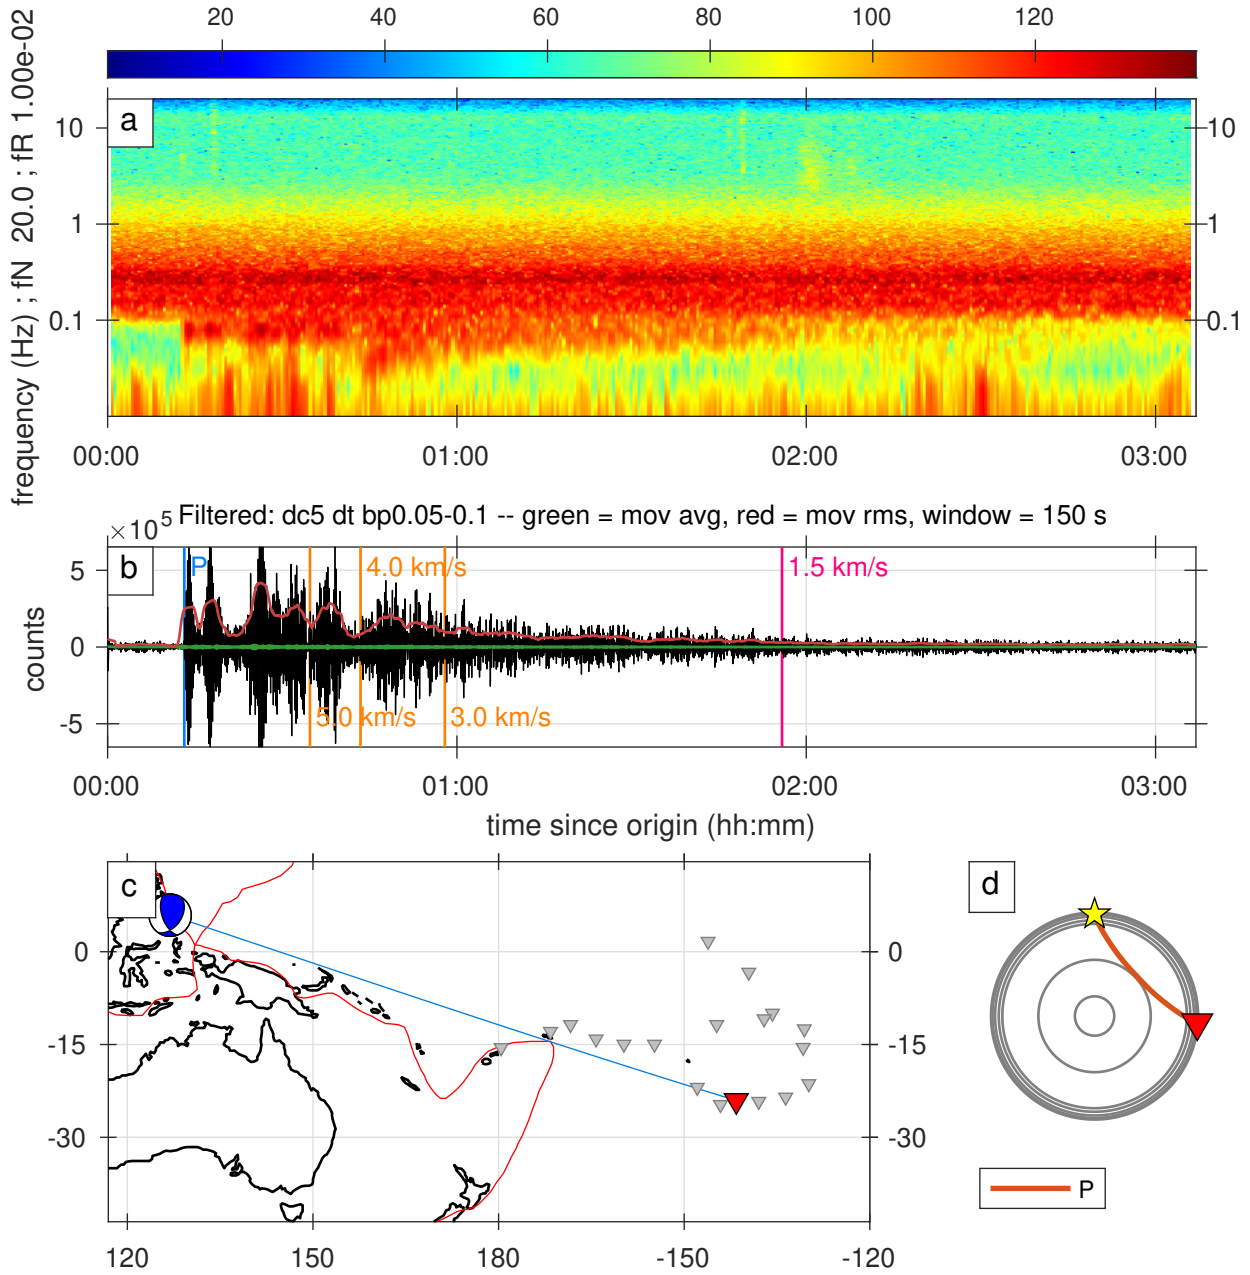 20 40 60 80 100 120
frequency (Hz) ; fN  20.0 ; fR 1.00e-02
a
10 10
1 1
0.1 0.1
00:00 01:00 02:00 03:00
×10^5 Filtered: dc5 dt bp0.05-0.1 -- green = mov avg, red = mov rms, window = 150 s
b
counts
5
0
-5
P
4.0 km/s
1.5 km/s
5.0 km/s
3.0 km/s
00:00 01:00 02:00 03:00
time since origin (hh:mm)
c
0 0
-15 -15
-30 -30
120 150 180 -150 -120
d
P